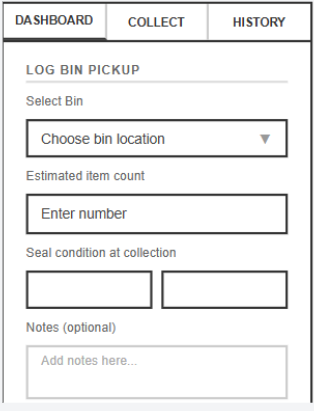 DASHBOARD
COLLECT
HISTORY
LOG BIN PICKUP
Select Bin
Choose bin location
Estimated item count
Enter number
Seal condition at collection
Notes (optional)
Add notes here...